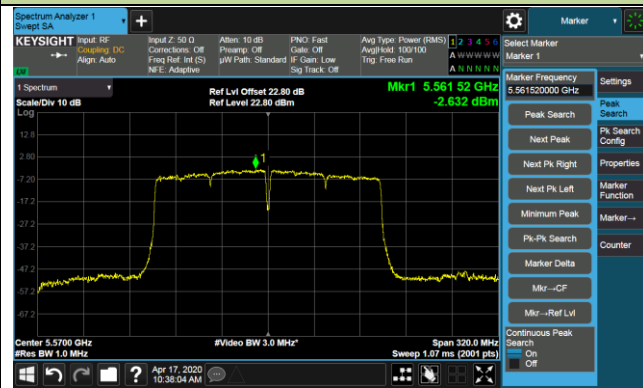 Spectrum Analyzer 1
Swept SA
Marker
KEYSIGHT
Input: RF
Coupling: DC
Align: Auto
Input Z: 50 Ω
Corrections: Off
Freq Ref: Int (S)
NFE: Adaptive
Atten: 10 dB
Preamp: Off
µW Path: Standard
PNO: Fast
Gate: Off
IF Gain: Low
Sig Track: Off
Avg Type: Power (RMS)
Avg|Hold: 100/100
Trig: Free Run
1 2 3 4 5 6
A W W W W W
A N N N N N
Select Marker
Marker 1
LXI
1 Spectrum
Scale/Div 10 dB
Log
Ref Lvl Offset 22.80 dB
Ref Level 22.80 dBm
Mkr1 5.561 52 GHz
-2.632 dBm
12.8
2.80
-7.20
-17.2
-27.2
-37.2
-47.2
-57.2
-67.2
1
Center 5.5700 GHz
#Res BW 1.0 MHz
#Video BW 3.0 MHz*
Span 320.0 MHz
Sweep 1.07 ms (2001 pts)
Marker Frequency
5.561520000 GHz
Peak Search
Next Peak
Next Pk Right
Next Pk Left
Minimum Peak
Pk-Pk Search
Marker Delta
Mkr→CF
Mkr→Ref Lvl
Continuous Peak
Search
On
Off
Settings
Peak
Search
Pk Search
Config
Properties
Marker
Function
Marker→
Counter
?
Apr 17, 2020
10:38:04 AM